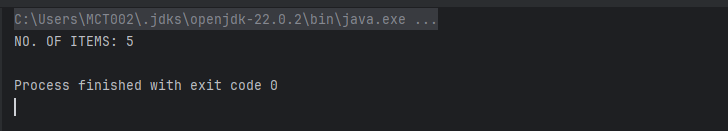 C:\Users\MCT002\.jdks\openjdk-22.0.2\bin\java.exe ...
NO. OF ITEMS: 5
Process finished with exit code 0